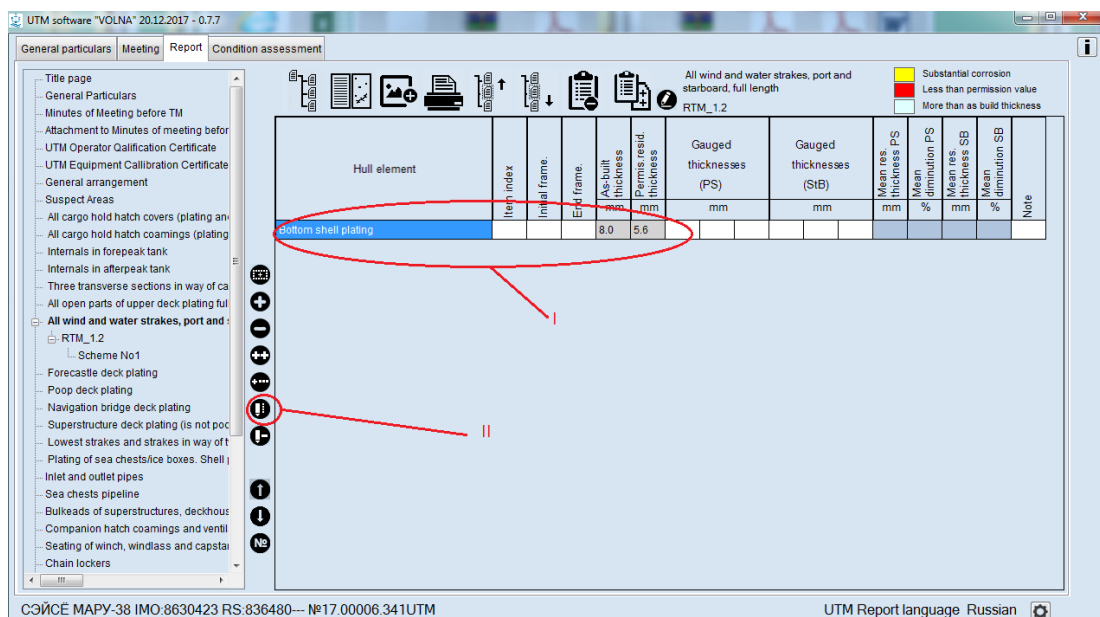 UTM software "VOLNA" 20.12.2017 - 0.7.7
General particulars
Meeting
Report
Condition assessment
i
Title page
General Particulars
Minutes of Meeting before TM
Attachment to Minutes of meeting befor
UTM Operator Qalification Certificate
UTM Equipment Callibration Certificate
General arrangement
Suspect Areas
All cargo hold hatch covers (plating and
All cargo hold hatch coamings (plating
Internals in forepeak tank
Internals in afterpeak tank
Three transverse sections in way of ca
All open parts of upper deck plating ful
All wind and water strakes, port and s
RTM_1.2
Scheme No1
Forecastle deck plating
Poop deck plating
Navigation bridge deck plating
Superstructure deck plating (is not poo
Lowest strakes and strakes in way of t
Plating of sea chests/ice boxes. Shell p
Inlet and outlet pipes
Sea chests pipeline
Bulkeads of superstructures, deckhous
Companion hatch coamings and ventil
Seating of winch, windlass and capstan
Chain lockers
All wind and water strakes, port and
starboard, full length
RTM_1.2
Substantial corrosion
Less than permission value
More than as build thickness
Hull element
Item index
Initial frame.
End frame.
As-built
thickness
mm
Permis.resid.
thickness
mm
Gauged
thicknesses
(PS)
mm
Gauged
thicknesses
(StB)
mm
Mean res.
thickness PS
mm
Mean
diminution PS
%
Mean res.
thickness SB
mm
Mean
diminution SB
%
Note
Bottom shell plating
8.0
5.6
I
II
№
СЭЙСЁ МАРУ-38 IMO:8630423 RS:836480--- №17.00006.341UTM
UTM Report language Russian